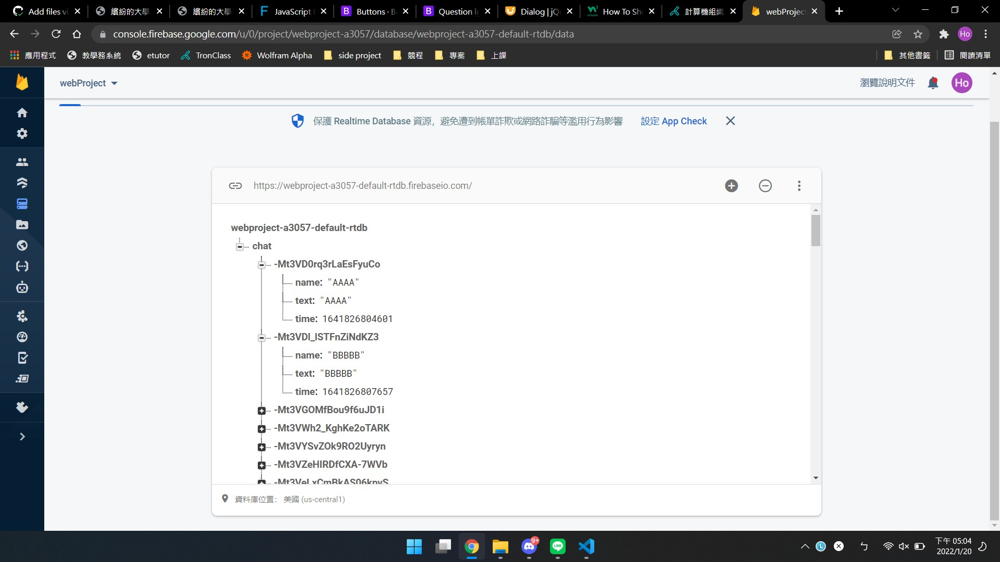 Add files vi
繽紛的大學
繽紛的大學
JavaScript
Buttons · B
Question Ic
Dialog | jQ
How To Sh
計算機組織
webProject
console.firebase.google.com/u/0/project/webproject-a3057/database/webproject-a3057-default-rtdb/data
Ho
應用程式
教學務系統
etutor
TronClass
Wolfram Alpha
side project
競程
專案
上課
其他書籤
閱讀清單
webProject
瀏覽說明文件
Ho
保護 Realtime Database 資源，避免遭到帳單詐欺或網路詐騙等濫用行為影響
設定 App Check
https://webproject-a3057-default-rtdb.firebaseio.com/
webproject-a3057-default-rtdb
chat
-Mt3VD0rq3rLaEsFyuCo
name: "AAAA"
text: "AAAA"
time: 1641826804601
-Mt3VDl_lSTFnZiNdKZ3
name: "BBBBB"
text: "BBBBB"
time: 1641826807657
-Mt3VGOMfBou9f6uJD1i
-Mt3VWh2_KghKe2oTARK
-Mt3VYSvZOk9RO2Uyryn
-Mt3VZeHIRDfCXA-7WVb
-Mt3VeLxCmBkAS06kpvS
資料庫位置： 美國 (us-central1)
9+
LINE
下午 05:04
2022/1/20